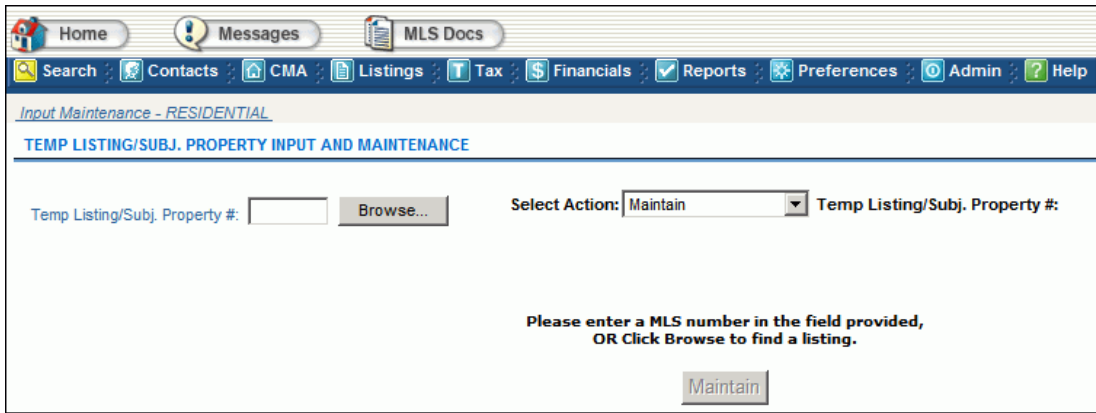 Home Messages MLS Docs
Search Contacts CMA Listings T Tax $ Financials Reports Preferences Admin ? Help
Input Maintenance - RESIDENTIAL
TEMP LISTING/SUBJ. PROPERTY INPUT AND MAINTENANCE
Temp Listing/Subj. Property #: Browse... Select Action: Maintain Temp Listing/Subj. Property #:
Please enter a MLS number in the field provided,
OR Click Browse to find a listing.
Maintain